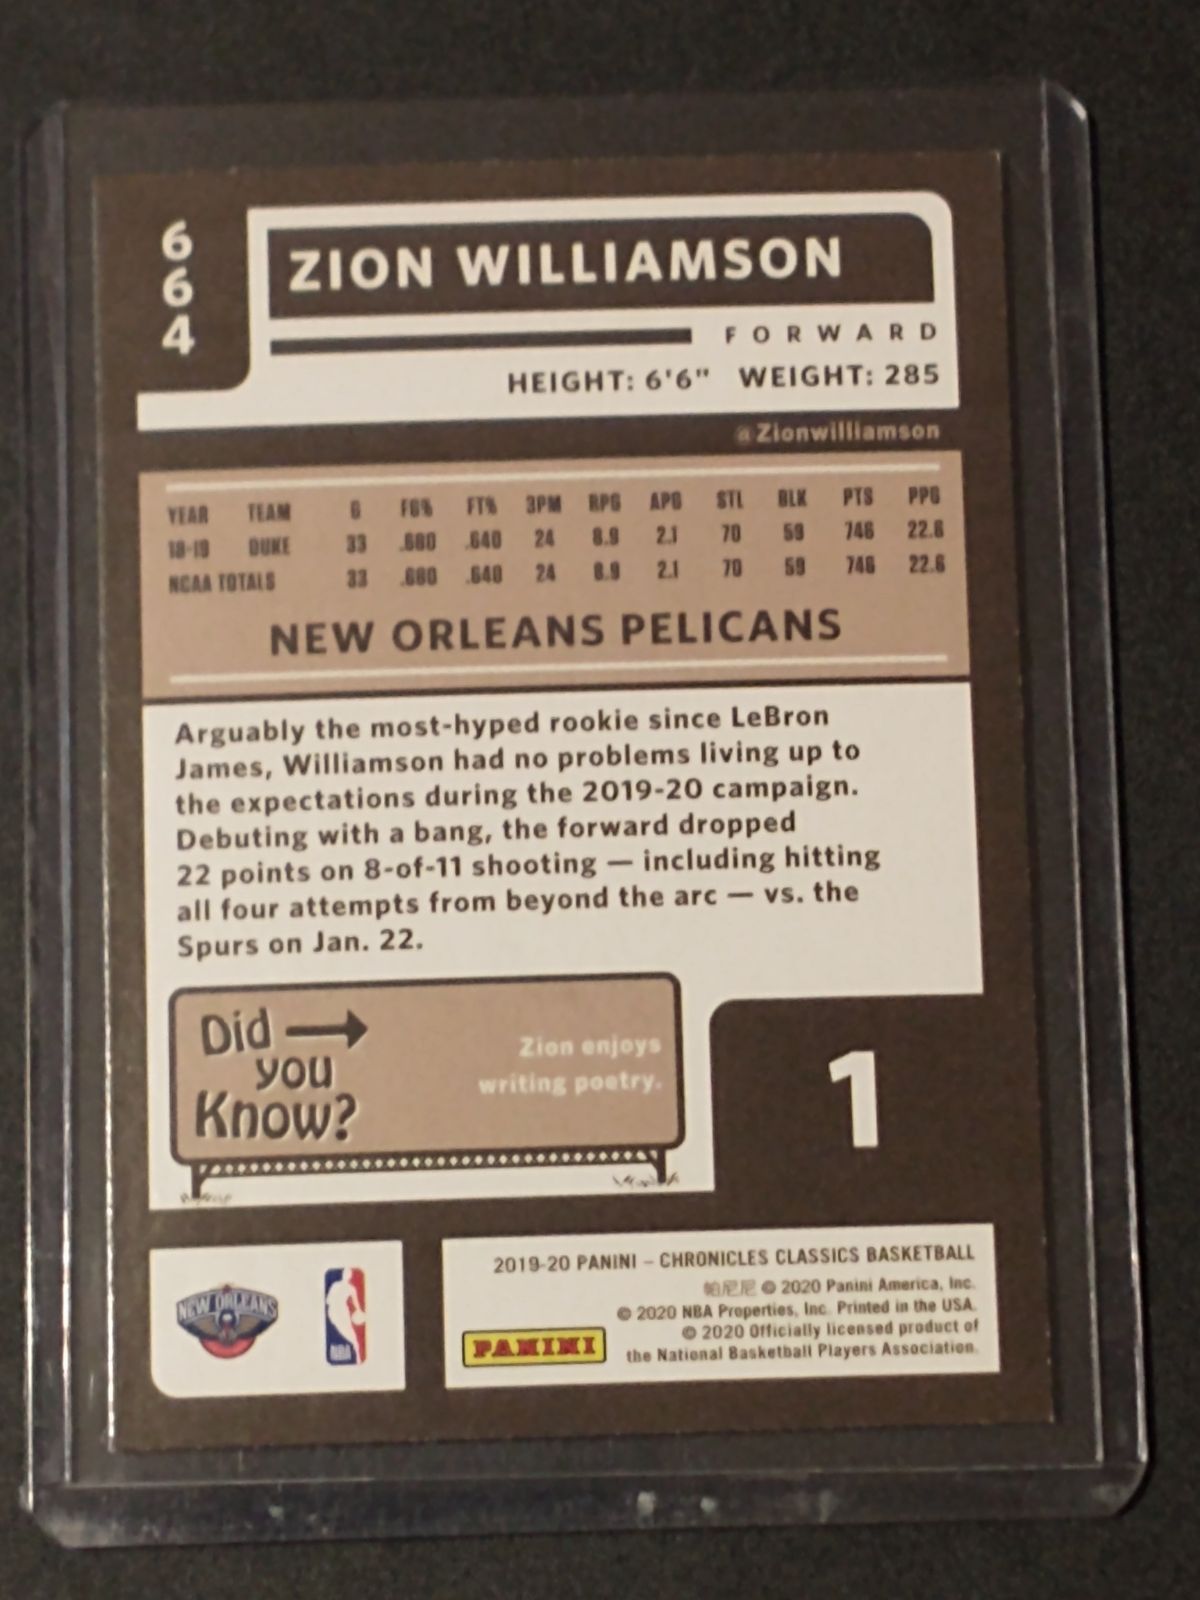 664
ZION WILLIAMSON
FORWARD
HEIGHT: 6'6" WEIGHT: 285
@Zionwilliamson
YEAR TEAM G FG% FT% 3PM RPG APG STL BLK PTS PPG
18-19 DUKE 33 .680 .640 24 8.9 2.1 70 59 746 22.6
NCAA TOTALS 33 .680 .640 24 8.9 2.1 70 59 746 22.6
NEW ORLEANS PELICANS
Arguably the most-hyped rookie since LeBron
James, Williamson had no problems living up to
the expectations during the 2019-20 campaign.
Debuting with a bang, the forward dropped
22 points on 8-of-11 shooting — including hitting
all four attempts from beyond the arc — vs. the
Spurs on Jan. 22.
Did
you
Know?
Zion enjoys
writing poetry.
1
NEW ORLEANS
NBA
2019-20 PANINI – CHRONICLES CLASSICS BASKETBALL
帕尼尼 © 2020 Panini America, Inc.
© 2020 NBA Properties, Inc. Printed in the USA.
© 2020 Officially licensed product of
the National Basketball Players Association.
PANINI